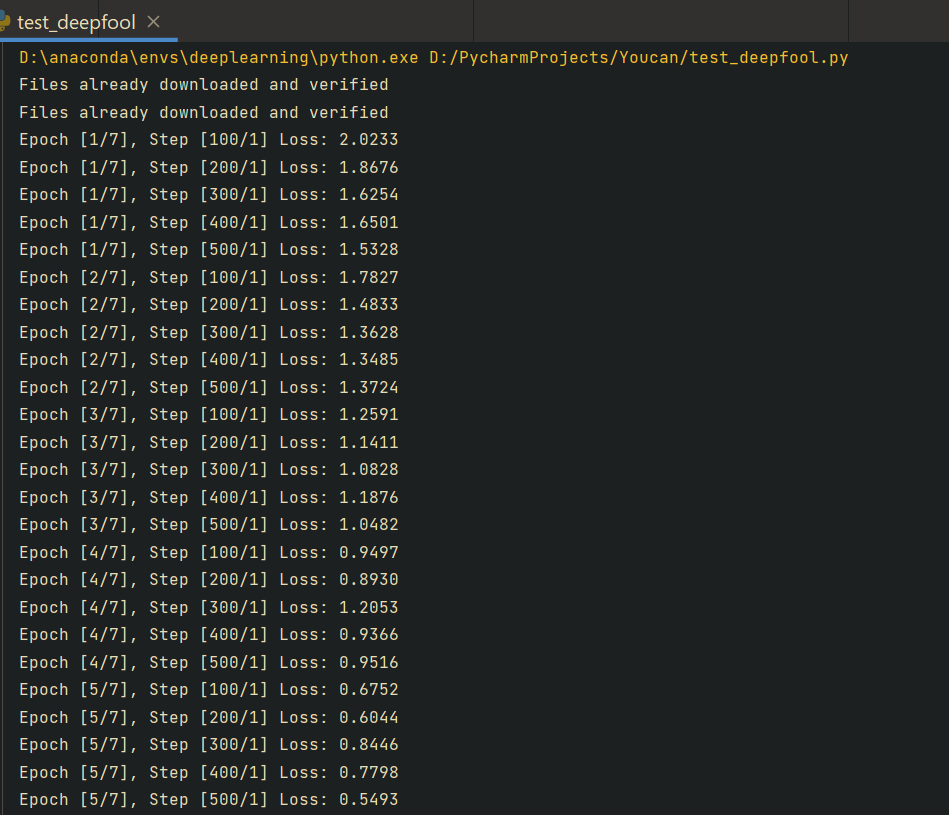 test_deepfool
D:\anaconda\envs\deeplearning\python.exe D:/PycharmProjects/Youcan/test_deepfool.py
Files already downloaded and verified
Files already downloaded and verified
Epoch [1/7], Step [100/1] Loss: 2.0233
Epoch [1/7], Step [200/1] Loss: 1.8676
Epoch [1/7], Step [300/1] Loss: 1.6254
Epoch [1/7], Step [400/1] Loss: 1.6501
Epoch [1/7], Step [500/1] Loss: 1.5328
Epoch [2/7], Step [100/1] Loss: 1.7827
Epoch [2/7], Step [200/1] Loss: 1.4833
Epoch [2/7], Step [300/1] Loss: 1.3628
Epoch [2/7], Step [400/1] Loss: 1.3485
Epoch [2/7], Step [500/1] Loss: 1.3724
Epoch [3/7], Step [100/1] Loss: 1.2591
Epoch [3/7], Step [200/1] Loss: 1.1411
Epoch [3/7], Step [300/1] Loss: 1.0828
Epoch [3/7], Step [400/1] Loss: 1.1876
Epoch [3/7], Step [500/1] Loss: 1.0482
Epoch [4/7], Step [100/1] Loss: 0.9497
Epoch [4/7], Step [200/1] Loss: 0.8930
Epoch [4/7], Step [300/1] Loss: 1.2053
Epoch [4/7], Step [400/1] Loss: 0.9366
Epoch [4/7], Step [500/1] Loss: 0.9516
Epoch [5/7], Step [100/1] Loss: 0.6752
Epoch [5/7], Step [200/1] Loss: 0.6044
Epoch [5/7], Step [300/1] Loss: 0.8446
Epoch [5/7], Step [400/1] Loss: 0.7798
Epoch [5/7], Step [500/1] Loss: 0.5493